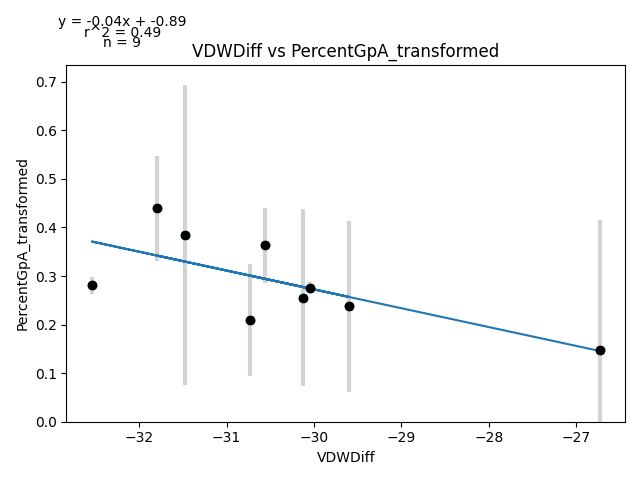 y = -0.04x + -0.89
r^2 = 0.49
n = 9
VDWDiff vs PercentGpA_transformed
PercentGpA_transformed
0.7
0.6
0.5
0.4
0.3
0.2
0.1
0.0
−32 −31 −30 −29 −28 −27
VDWDiff